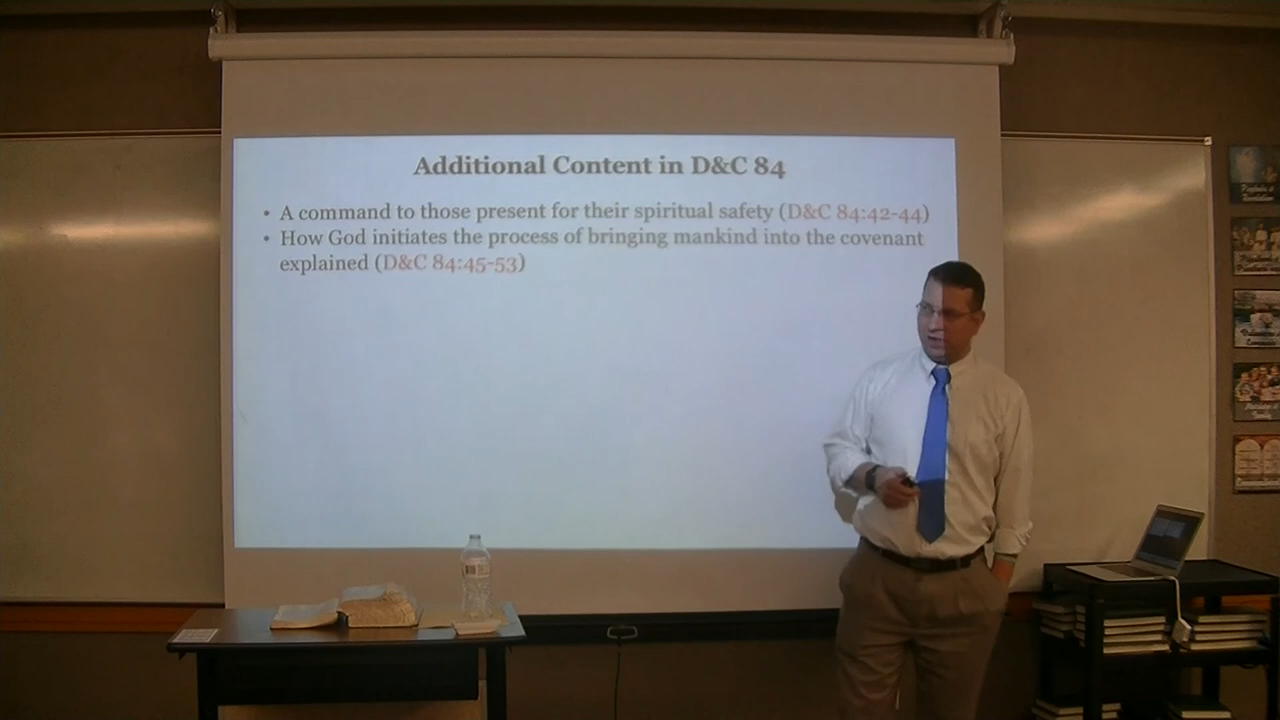 Additional Content in D&C 84
• A command to those present for their spiritual safety (D&C 84:42-44)
• How God initiates the process of bringing mankind into the covenant
explained (D&C 84:45-53)